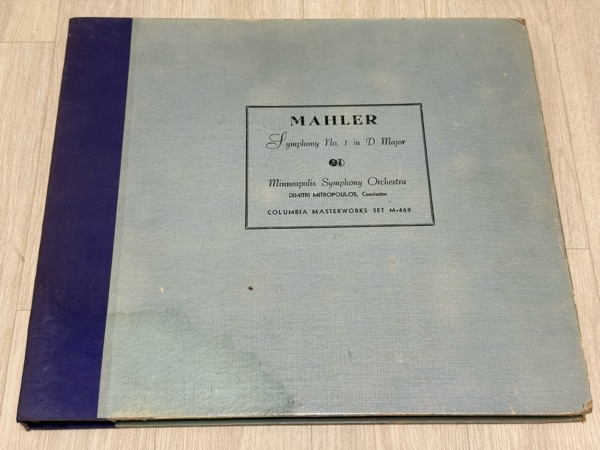 MAHLER
Symphony No. 1 in D Major
Minneapolis Symphony Orchestra
DIMITRI MITROPOULOS, Conductor
COLUMBIA MASTERWORKS SET M-469